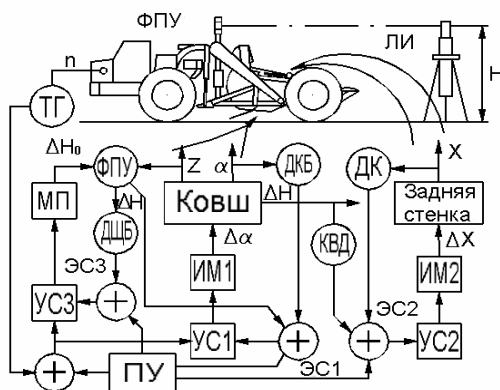 ФПУ
ЛИ
H
n
ТГ
ΔH₀
ФПУ
Z
α
ДКБ
ДК
X
МП
ΔH
Ковш
ΔH
Задняя
стенка
ДЩБ
Δα
КВД
ΔX
ЭС3
ИМ1
ЭС2
ИМ2
УС3
+
УС1
+
+
УС2
ЭС1
+
ПУ